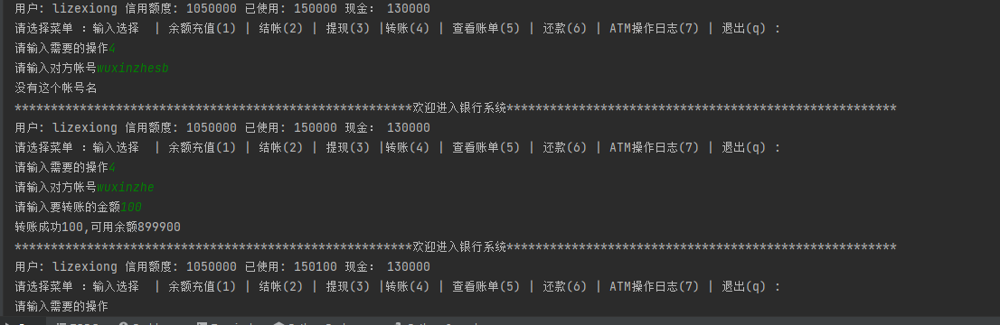 用户: lizexiong 信用额度: 1050000 已使用: 150000 现金: 130000
请选择菜单 : 输入选择  | 余额充值(1) | 结帐(2) | 提现(3) |转账(4) | 查看账单(5) | 还款(6) | ATM操作日志(7) | 退出(q) :
请输入需要的操作4
请输入对方帐号wuxinzhesb
没有这个帐号名
*******************************************************欢迎进入银行系统******************************************************
用户: lizexiong 信用额度: 1050000 已使用: 150000 现金: 130000
请选择菜单 : 输入选择  | 余额充值(1) | 结帐(2) | 提现(3) |转账(4) | 查看账单(5) | 还款(6) | ATM操作日志(7) | 退出(q) :
请输入需要的操作4
请输入对方帐号wuxinzhe
请输入要转账的金额100
转账成功100,可用余额899900
*******************************************************欢迎进入银行系统******************************************************
用户: lizexiong 信用额度: 1050000 已使用: 150100 现金: 130000
请选择菜单 : 输入选择  | 余额充值(1) | 结帐(2) | 提现(3) |转账(4) | 查看账单(5) | 还款(6) | ATM操作日志(7) | 退出(q) :
请输入需要的操作